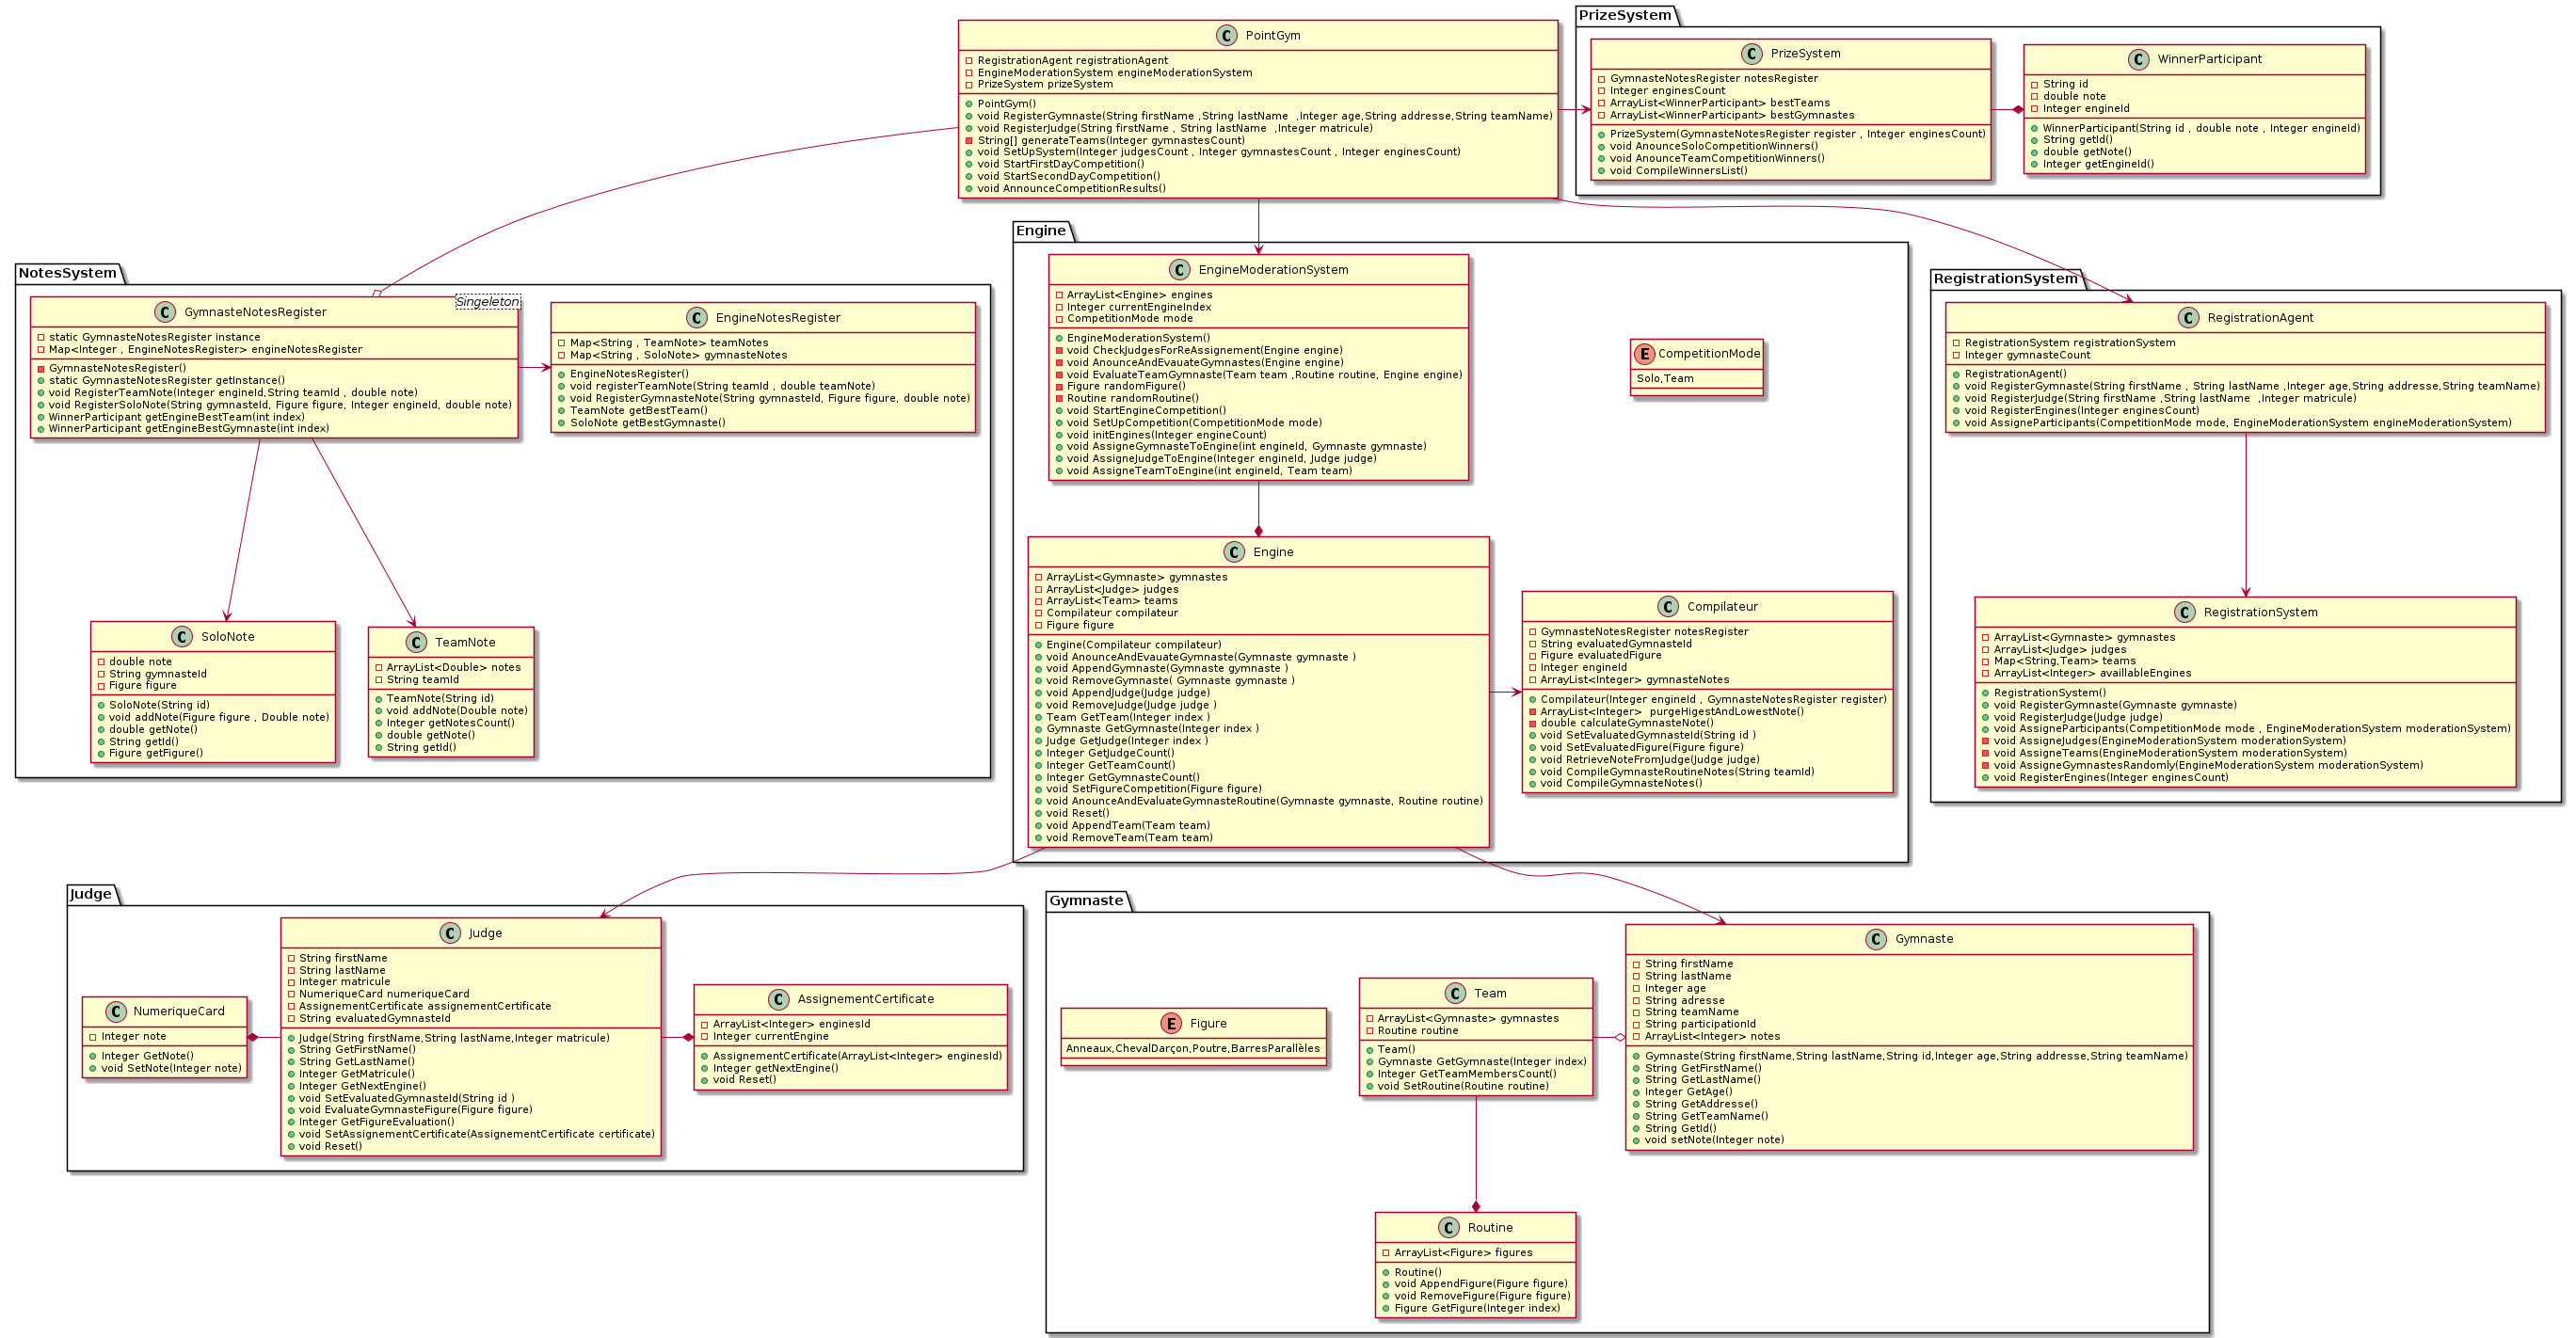 PointGym
RegistrationAgent registrationAgent
EngineModerationSystem engineModerationSystem
PrizeSystem prizeSystem
PointGym()
void RegisterGymnaste(String firstName ,String lastName  ,Integer age,String addresse,String teamName)
void RegisterJudge(String firstName , String lastName  ,Integer matricule)
String[] generateTeams(Integer gymnastesCount)
void SetUpSystem(Integer judgesCount , Integer gymnastesCount , Integer enginesCount)
void StartFirstDayCompetition()
void StartSecondDayCompetition()
void AnnounceCompetitionResults()
PrizeSystem
PrizeSystem
GymnasteNotesRegister notesRegister
Integer enginesCount
ArrayList<WinnerParticipant> bestTeams
ArrayList<WinnerParticipant> bestGymnastes
PrizeSystem(GymnasteNotesRegister register , Integer enginesCount)
void AnounceSoloCompetitionWinners()
void AnounceTeamCompetitionWinners()
void CompileWinnersList()
WinnerParticipant
String id
double note
Integer engineId
WinnerParticipant(String id , double note , Integer engineId)
String getId()
double getNote()
Integer getEngineId()
NotesSystem
GymnasteNotesRegister
Singeleton
static GymnasteNotesRegister instance
Map<Integer , EngineNotesRegister> engineNotesRegister
GymnasteNotesRegister()
static GymnasteNotesRegister getInstance()
void RegisterTeamNote(Integer engineId,String teamId , double note)
void RegisterSoloNote(String gymnasteId, Figure figure, Integer engineId, double note)
WinnerParticipant getEngineBestTeam(int index)
WinnerParticipant getEngineBestGymnaste(int index)
EngineNotesRegister
Map<String , TeamNote> teamNotes
Map<String , SoloNote> gymnasteNotes
EngineNotesRegister()
void registerTeamNote(String teamId , double teamNote)
void RegisterGymnasteNote(String gymnasteId, Figure figure, double note)
TeamNote getBestTeam()
SoloNote getBestGymnaste()
SoloNote
double note
String gymnasteId
Figure figure
SoloNote(String id)
void addNote(Figure figure , Double note)
double getNote()
String getId()
Figure getFigure()
TeamNote
ArrayList<Double> notes
String teamId
TeamNote(String id)
void addNote(Double note)
Integer getNotesCount()
double getNote()
String getId()
Engine
EngineModerationSystem
ArrayList<Engine> engines
Integer currentEngineIndex
CompetitionMode mode
EngineModerationSystem()
void CheckJudgesForReAssignement(Engine engine)
void AnounceAndEvauateGymnastes(Engine engine)
void EvaluateTeamGymnaste(Team team ,Routine routine, Engine engine)
Figure randomFigure()
Routine randomRoutine()
void StartEngineCompetition()
void SetUpCompetition(CompetitionMode mode)
void initEngines(Integer engineCount)
void AssigneGymnasteToEngine(int engineId, Gymnaste gymnaste)
void AssigneJudgeToEngine(Integer engineId, Judge judge)
void AssigneTeamToEngine(int engineId, Team team)
CompetitionMode
Solo,Team
Engine
ArrayList<Gymnaste> gymnastes
ArrayList<Judge> judges
ArrayList<Team> teams
Compilateur compilateur
Figure figure
Engine(Compilateur compilateur)
void AnounceAndEvauateGymnaste(Gymnaste gymnaste )
void AppendGymnaste(Gymnaste gymnaste )
void RemoveGymnaste( Gymnaste gymnaste )
void AppendJudge(Judge judge)
void RemoveJudge(Judge judge )
Team GetTeam(Integer index )
Gymnaste GetGymnaste(Integer index )
Judge GetJudge(Integer index )
Integer GetJudgeCount()
Integer GetTeamCount()
Integer GetGymnasteCount()
void SetFigureCompetition(Figure figure)
void AnounceAndEvaluateGymnasteRoutine(Gymnaste gymnaste, Routine routine)
void Reset()
void AppendTeam(Team team)
void RemoveTeam(Team team)
Compilateur
GymnasteNotesRegister notesRegister
String evaluatedGymnasteId
Figure evaluatedFigure
Integer engineId
ArrayList<Integer> gymnasteNotes
Compilateur(Integer engineId , GymnasteNotesRegister register)
ArrayList<Integer>  purgeHigestAndLowestNote()
double calculateGymnasteNote()
void SetEvaluatedGymnasteId(String id )
void SetEvaluatedFigure(Figure figure)
void RetrieveNoteFromJudge(Judge judge)
void CompileGymnasteRoutineNotes(String teamId)
void CompileGymnasteNotes()
RegistrationSystem
RegistrationAgent
RegistrationSystem registrationSystem
Integer gymnasteCount
RegistrationAgent()
void RegisterGymnaste(String firstName , String lastName ,Integer age,String addresse,String teamName)
void RegisterJudge(String firstName ,String lastName  ,Integer matricule)
void RegisterEngines(Integer enginesCount)
void AssigneParticipants(CompetitionMode mode, EngineModerationSystem engineModerationSystem)
RegistrationSystem
ArrayList<Gymnaste> gymnastes
ArrayList<Judge> judges
Map<String,Team> teams
ArrayList<Integer> availlableEngines
RegistrationSystem()
void RegisterGymnaste(Gymnaste gymnaste)
void RegisterJudge(Judge judge)
void AssigneParticipants(CompetitionMode mode , EngineModerationSystem moderationSystem)
void AssigneJudges(EngineModerationSystem moderationSystem)
void AssigneTeams(EngineModerationSystem moderationSystem)
void AssigneGymnastesRandomly(EngineModerationSystem moderationSystem)
void RegisterEngines(Integer enginesCount)
Judge
NumeriqueCard
Integer note
Integer GetNote()
void SetNote(Integer note)
Judge
String firstName
String lastName
Integer matricule
NumeriqueCard numeriqueCard
AssignementCertificate assignementCertificate
String evaluatedGymnasteId
Judge(String firstName,String lastName,Integer matricule)
String GetFirstName()
String GetLastName()
Integer GetMatricule()
Integer GetNextEngine()
void SetEvaluatedGymnasteId(String id )
void EvaluateGymnasteFigure(Figure figure)
Integer GetFigureEvaluation()
void SetAssignementCertificate(AssignementCertificate certificate)
void Reset()
AssignementCertificate
ArrayList<Integer> enginesId
Integer currentEngine
AssignementCertificate(ArrayList<Integer> enginesId)
Integer getNextEngine()
void Reset()
Gymnaste
Figure
Anneaux,ChevalDarçon,Poutre,BarresParallèles
Team
ArrayList<Gymnaste> gymnastes
Routine routine
Team()
Gymnaste GetGymnaste(Integer index)
Integer GetTeamMembersCount()
void SetRoutine(Routine routine)
Gymnaste
String firstName
String lastName
Integer age
String adresse
String teamName
String participationId
ArrayList<Integer> notes
Gymnaste(String firstName,String lastName,String id,Integer age,String addresse,String teamName)
String GetFirstName()
String GetLastName()
Integer GetAge()
String GetAddesse()
String GetTeamName()
String GetId()
void setNote(Integer note)
Routine
ArrayList<Figure> figures
Routine()
void AppendFigure(Figure figure)
void RemoveFigure(Figure figure)
Figure GetFigure(Integer index)